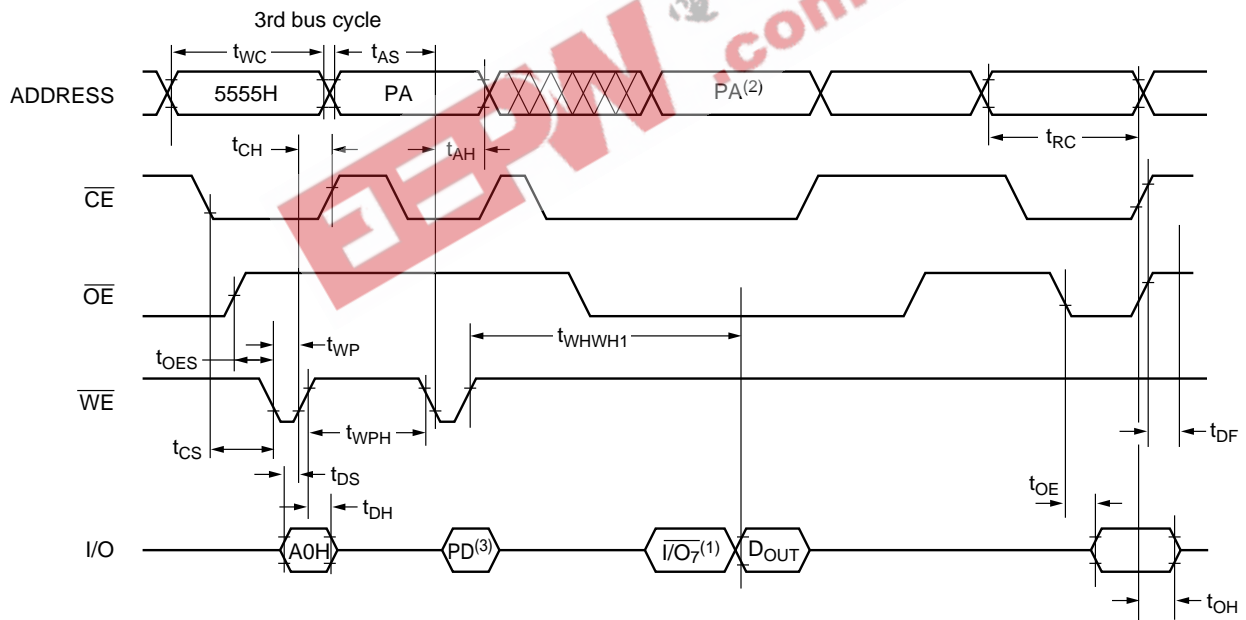 3rd bus cycle
tWC tAS
ADDRESS 5555H PA PA(2)
tCH tAH tRC
CE
OE
tWHWH1
tWP
tOES
WE
tWPH tDF
tCS
tDS tOE
tDH
I/O A0H PD(3) I/O7(1) DOUT
tOH
EEPW .com